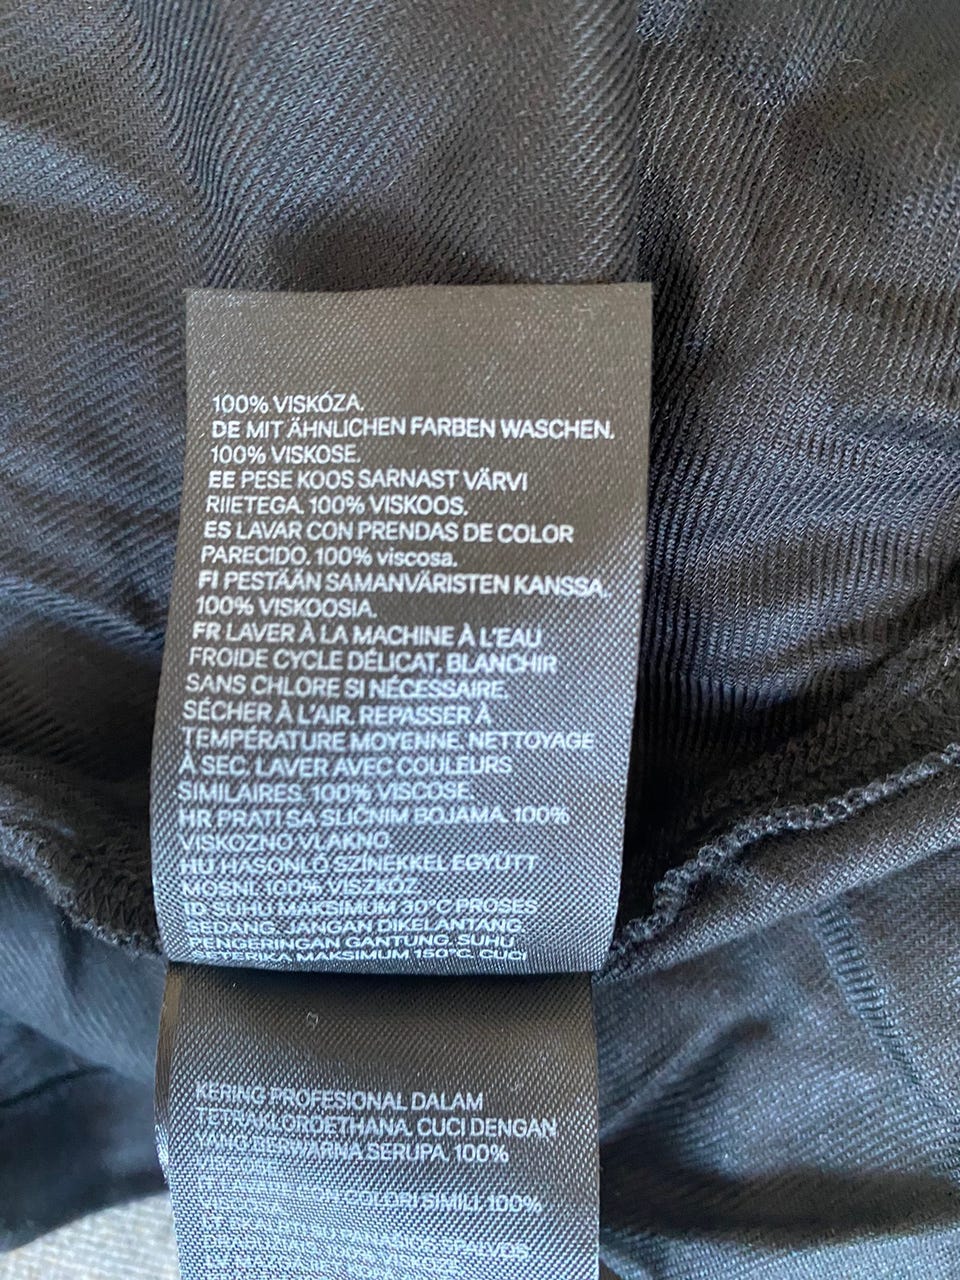 100% VISKÓZA.
DE MIT ÄHNLICHEN FARBEN WASCHEN.
100% VISKOSE.
EE PESE KOOS SARNAST VÄRVI
RIIETEGA. 100% VISKOOS.
ES LAVAR CON PRENDAS DE COLOR
PARECIDO. 100% viscosa.
FI PESTÄÄN SAMANVÄRISTEN KANSSA.
100% VISKOOSIA.
FR LAVER À LA MACHINE À L'EAU
FROIDE CYCLE DÉLICAT. BLANCHIR
SANS CHLORE SI NÉCESSAIRE.
SÉCHER À L'AIR. REPASSER À
TEMPÉRATURE MOYENNE. NETTOYAGE
À SEC. LAVER AVEC COULEURS
SIMILAIRES. 100% VISCOSE.
HR PRATI SA SLIČNIM BOJAMA. 100%
VISKOZNO VLAKNO.
HU HASONLÓ SZÍNEKKEL EGYÜTT
MOSNI. 100% VISZKÓZ
ID SUHU MAKSIMUM 30°C PROSES
SEDANG. JANGAN DIKELANTANG.
PENGERINGAN GANTUNG. SUHU
SETERIKA MAKSIMUM 150°C. CUCI
KERING PROFESIONAL DALAM
TETRAKLOROETHANA. CUCI DENGAN
YANG BERWARNA SERUPA. 100%
CON COLORI SIMILI. 100%